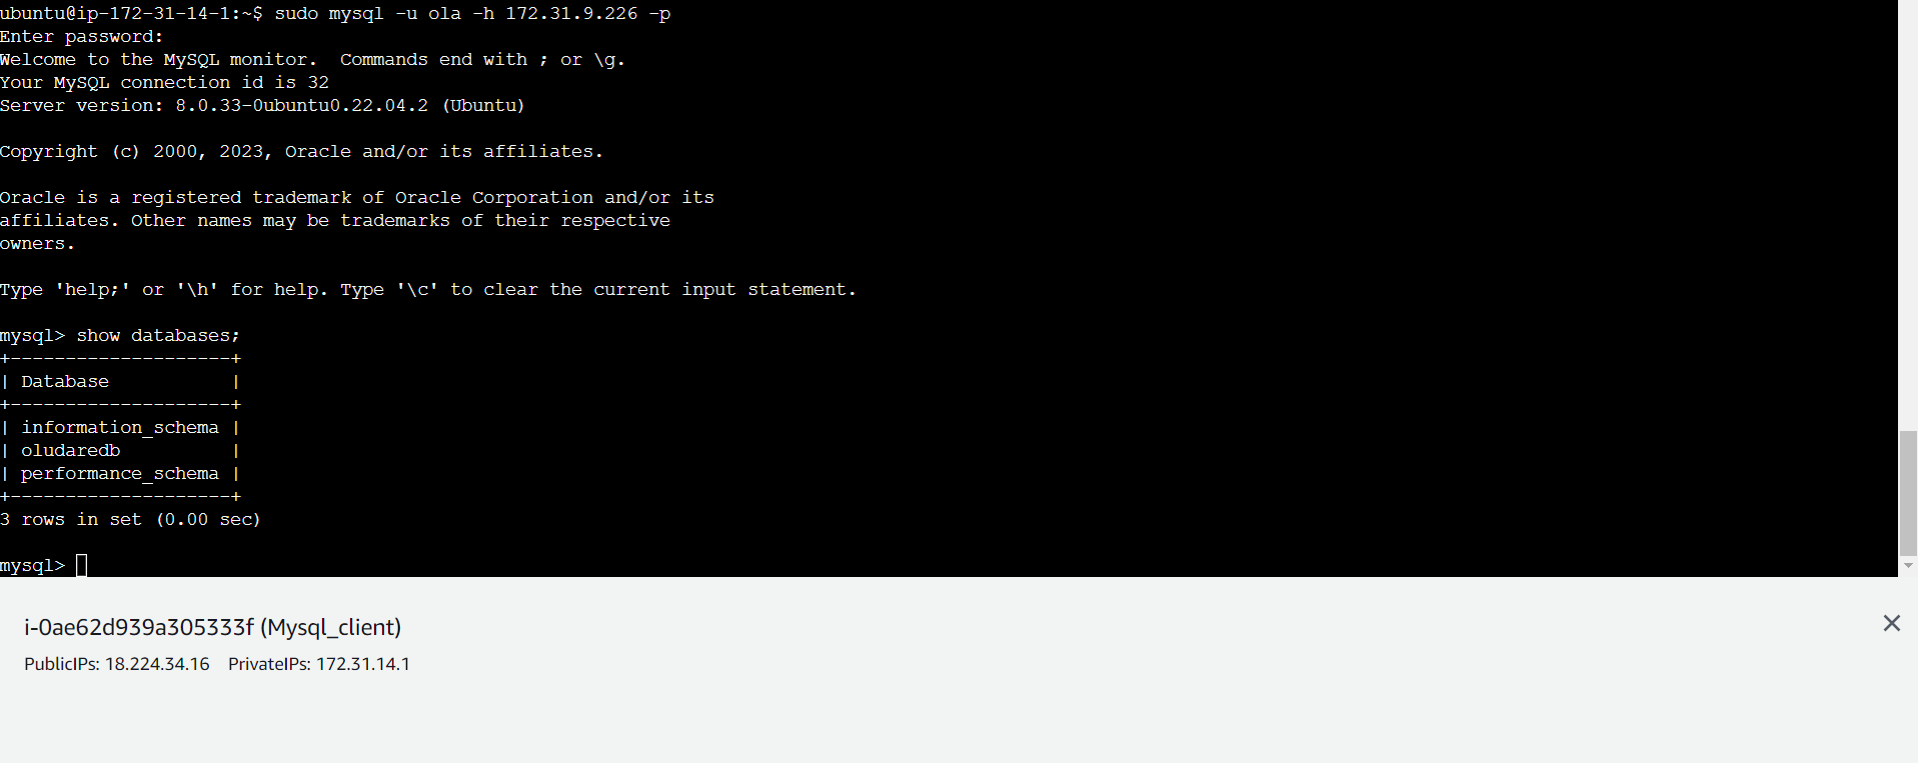 ubuntu@ip-172-31-14-1:~$ sudo mysql -u ola -h 172.31.9.226 -p
Enter password:
Welcome to the MySQL monitor.  Commands end with ; or \g.
Your MySQL connection id is 32
Server version: 8.0.33-0ubuntu0.22.04.2 (Ubuntu)

Copyright (c) 2000, 2023, Oracle and/or its affiliates.

Oracle is a registered trademark of Oracle Corporation and/or its
affiliates. Other names may be trademarks of their respective
owners.

Type 'help;' or '\h' for help. Type '\c' to clear the current input statement.

mysql> show databases;
+--------------------+
| Database           |
+--------------------+
| information_schema |
| oludaredb          |
| performance_schema |
+--------------------+
3 rows in set (0.00 sec)

mysql>
i-0ae62d939a305333f (Mysql_client)
PublicIPs: 18.224.34.16   PrivateIPs: 172.31.14.1